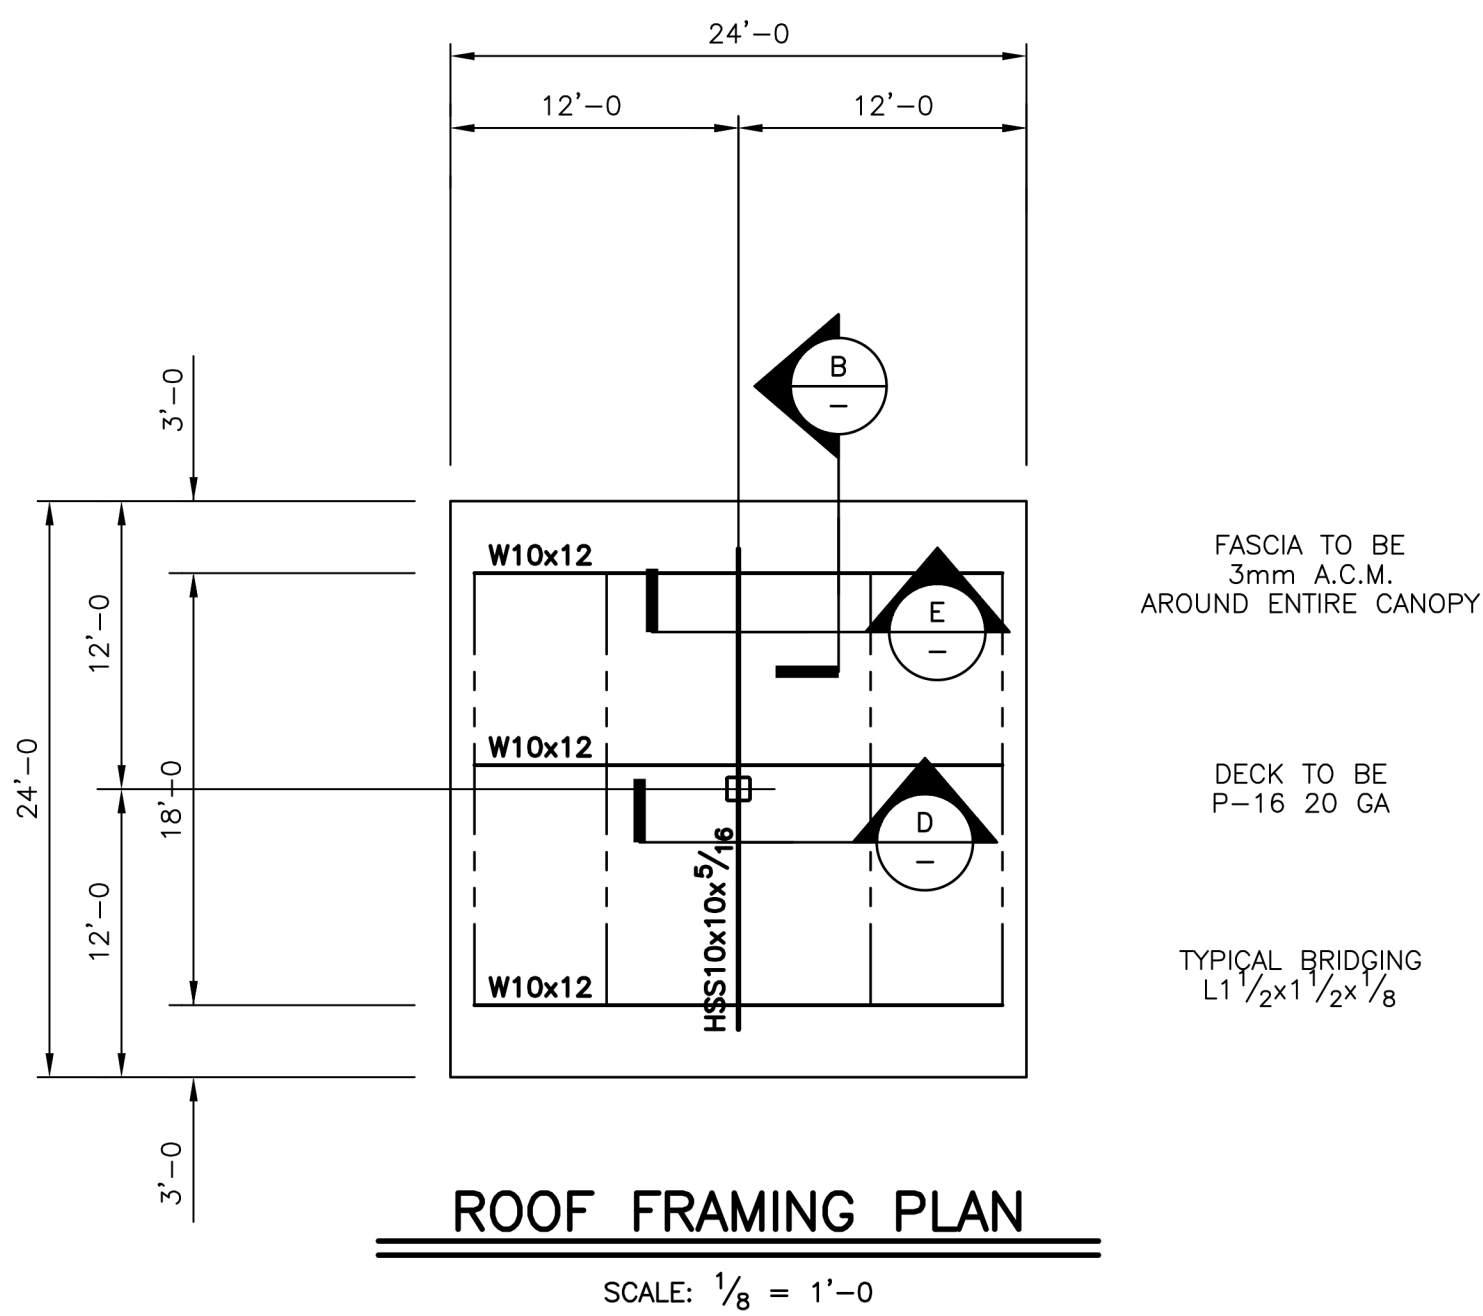 24'-0
12'-0
12'-0
B
-
3'-0
FASCIA TO BE
3mm A.C.M.
AROUND ENTIRE CANOPY
W10x12
E
-
12'-0
24'-0
18'-0
W10x12
DECK TO BE
P-16 20 GA
D
-
HSS10x10x5/16
12'-0
TYPICAL BRIDGING
L1 1/2x1 1/2x1/8
W10x12
3'-0
ROOF FRAMING PLAN
SCALE: 1/8 = 1'-0